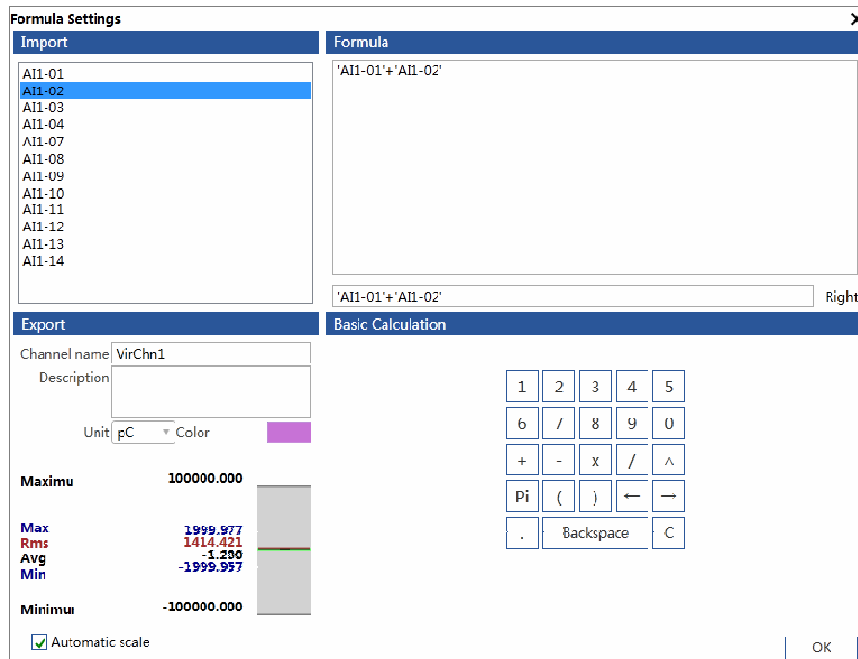 Formula Settings
Import
AI1-01
AI1-02
AI1-03
AI1-04
AI1-07
AI1-08
AI1-09
AI1-10
AI1-11
AI1-12
AI1-13
AI1-14
Formula
'AI1-01'+'AI1-02'
'AI1-01'+'AI1-02' Right
Export
Channel name VirChn1
Description
Unit pC Color
Maximu 100000.000
Max 1999.977
Rms 1414.421
Avg
Min -1999.957
Minimu -100000.000
Automatic scale
Basic Calculation
1 2 3 4 5
6 7 8 9 0
+ - x / ^
Pi ( ) ← →
. Backspace C
OK